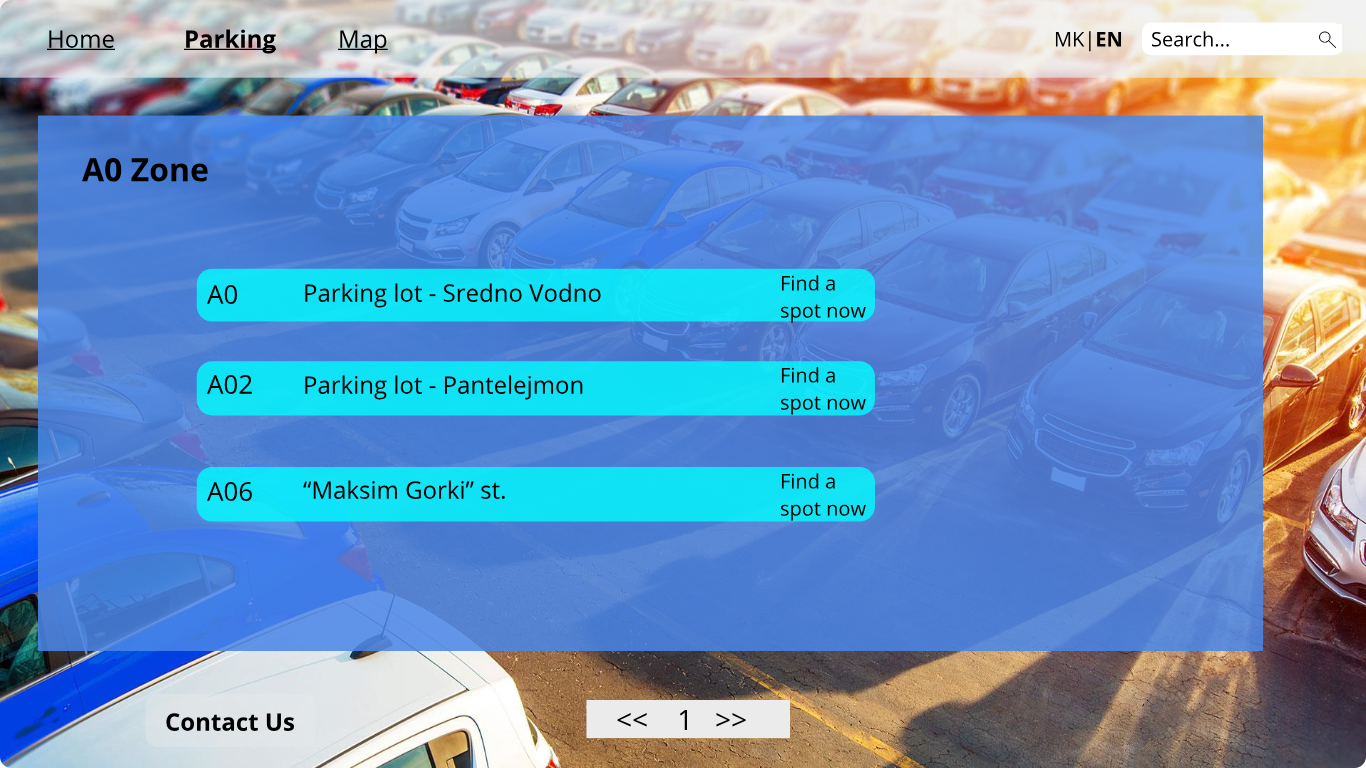 Home Parking Map MK|EN Search...
A0 Zone
A0 Parking lot - Sredno Vodno Find a
spot now
A02 Parking lot - Pantelejmon Find a
spot now
A06 “Maksim Gorki” st. Find a
spot now
Contact Us << 1 >>